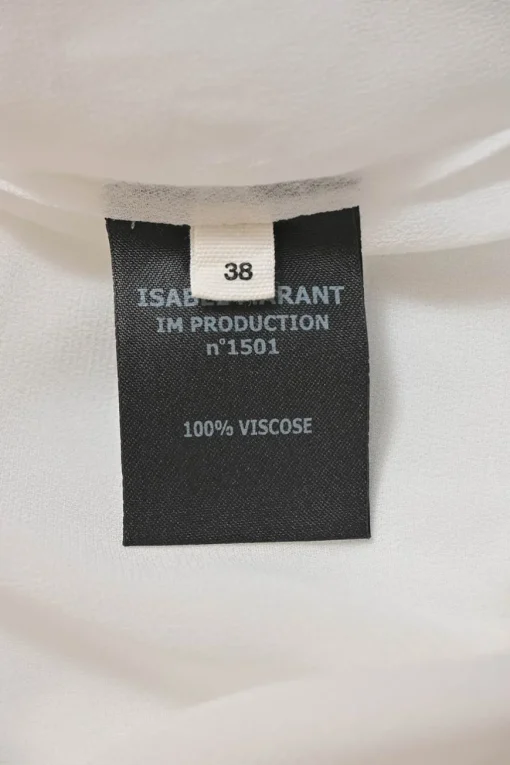 38
ISABEL MARANT
IM PRODUCTION
n°1501
100% VISCOSE